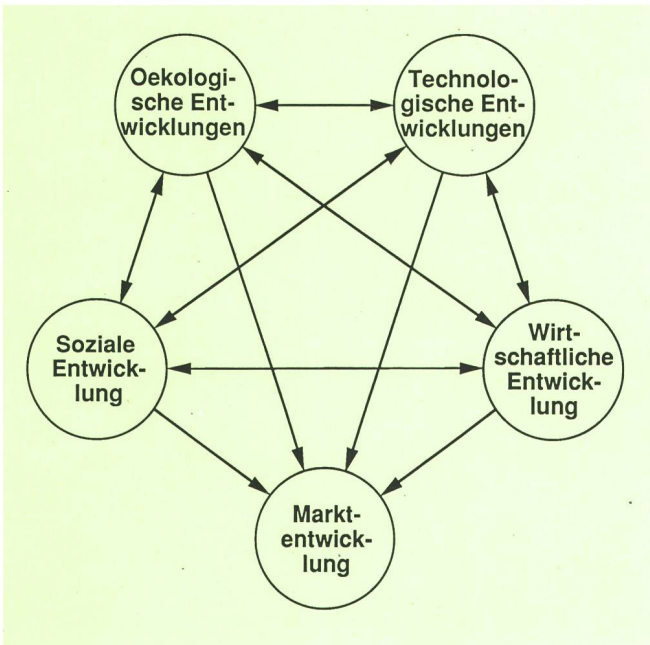 Oekologi-
sche Ent-
wicklungen
Technolo-
gische Ent-
wicklungen
Soziale
Entwick-
lung
Wirt-
schaftliche
Entwick-
lung
Markt-
entwick-
lung